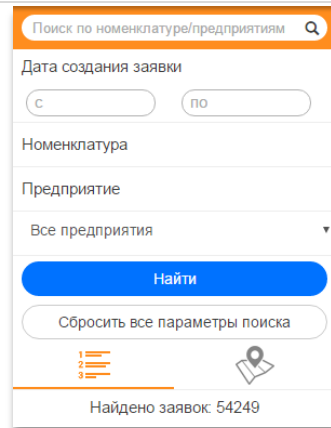 Поиск по номенклатуре/предприятиям
Дата создания заявки
с по
Номенклатура
Предприятие
Все предприятия
Найти
Сбросить все параметры поиска
1
2
3
Найдено заявок: 54249